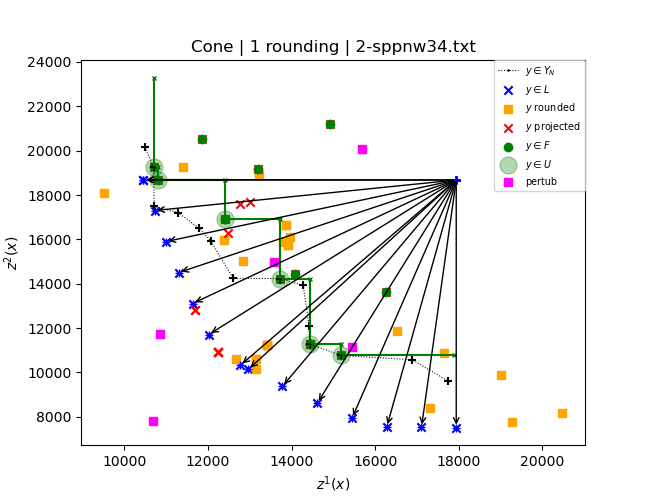 Cone | 1 rounding | 2-sppnw34.txt
24000
22000
20000
18000
16000
14000
12000
10000
8000
z²(x)
10000 12000 14000 16000 18000 20000
z¹(x)
y ∈ Y_N
y ∈ L
y rounded
y projected
y ∈ F
y ∈ U
pertub